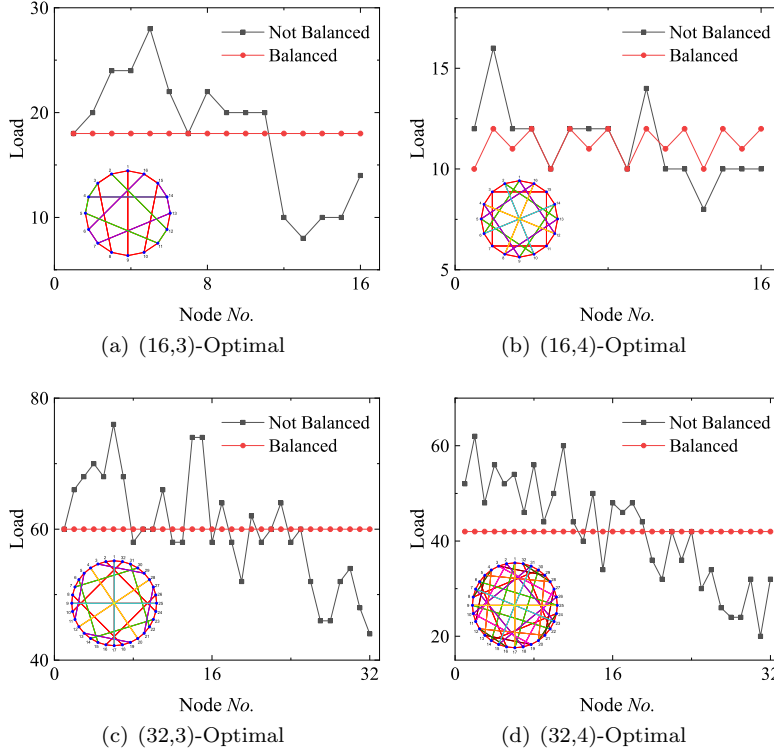 30
20
10
Load
Not Balanced
Balanced
0
8
16
Node No.
(a) (16,3)-Optimal
15
10
5
Load
Not Balanced
Balanced
0
16
Node No.
(b) (16,4)-Optimal
80
60
40
Load
Not Balanced
Balanced
0
16
32
Node No.
(c) (32,3)-Optimal
60
40
20
Load
Not Balanced
Balanced
0
16
32
Node No.
(d) (32,4)-Optimal